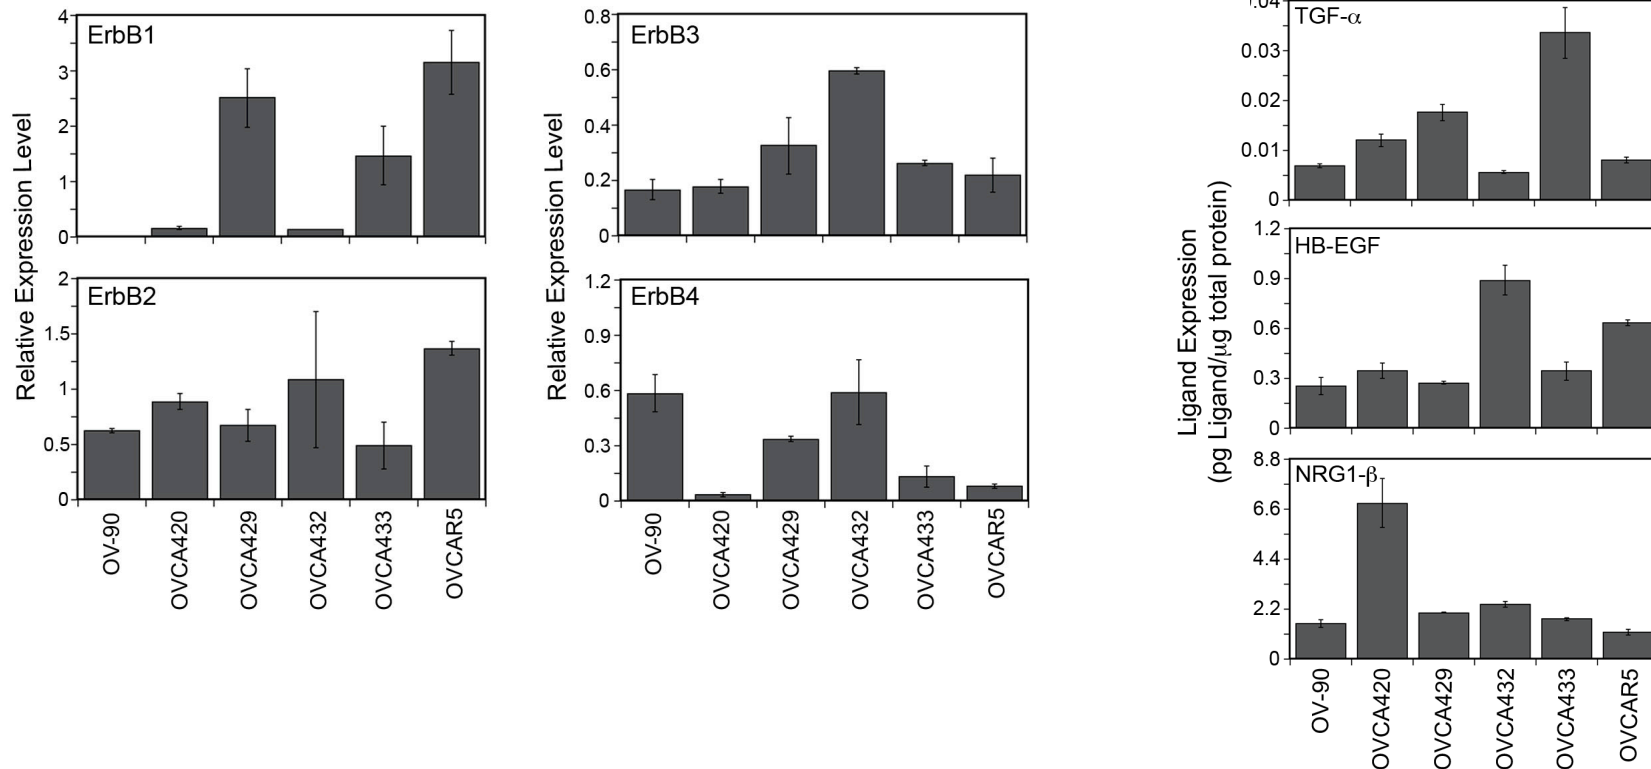 ErbB1
4
3
2
1
0
Relative Expression Level
ErbB2
2
1.5
1
0.5
0
OV-90
OVCA420
OVCA429
OVCA432
OVCA433
OVCAR5
ErbB3
0.8
0.6
0.4
0.2
0
Relative Expression Level
ErbB4
1.2
0.9
0.6
0.3
0
OV-90
OVCA420
OVCA429
OVCA432
OVCA433
OVCAR5
Ligand Expression
(pg Ligand/μg total protein)
TGF-α
.04
0.03
0.02
0.01
0
HB-EGF
1.2
0.9
0.6
0.3
0
NRG1-β
8.8
6.6
4.4
2.2
0
OV-90
OVCA420
OVCA429
OVCA432
OVCA433
OVCAR5